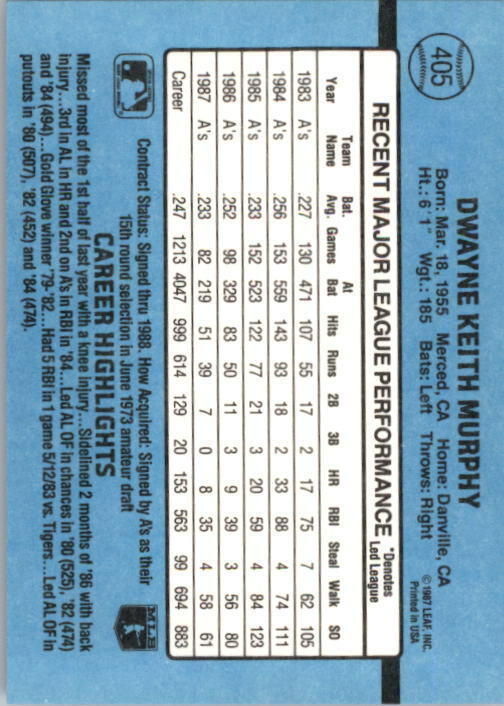 405
DWAYNE KEITH MURPHY
Born: Mar. 18, 1955 Merced, CA Home: Danville, CA
Ht.: 6'1" Wgt.: 185 Bats: Left Throws: Right
©1987 LEAF, INC.
Printed in USA
RECENT MAJOR LEAGUE PERFORMANCE *Denotes Led League
Year Team Name Bat. Avg. Games At Bat Hits Runs 2B 3B HR RBI Steal Walk SO
1983 A's .227 130 471 107 55 17 2 17 75 7 62 105
1984 A's .256 153 559 143 93 18 2 33 88 4 74 111
1985 A's .233 152 523 122 77 21 3 20 59 4 84 123
1986 A's .252 98 329 83 50 11 3 9 39 3 56 80
1987 A's .233 82 219 51 39 7 0 8 35 4 58 61
Career .247 1213 4047 999 614 129 20 153 563 99 694 883
Contract Status: Signed thru 1988. How Acquired: Signed by A's as their
15th round selection in June 1973 amateur draft
MLB
CAREER HIGHLIGHTS
Missed most of the 1st half of last year with a knee injury...Sidelined 2 months of '86 with back
injury...3rd in AL in HR and 2nd on A's in RBI in '84...Led AL OF in chances in '80 (525), '82 (474)
and '84 (494)...Gold Glove winner '79-'82...Had 5 RBI in 1 game 5/12/83 vs. Tigers...Led AL OF in
putouts in '80 (507), '82 (452) and '84 (474).